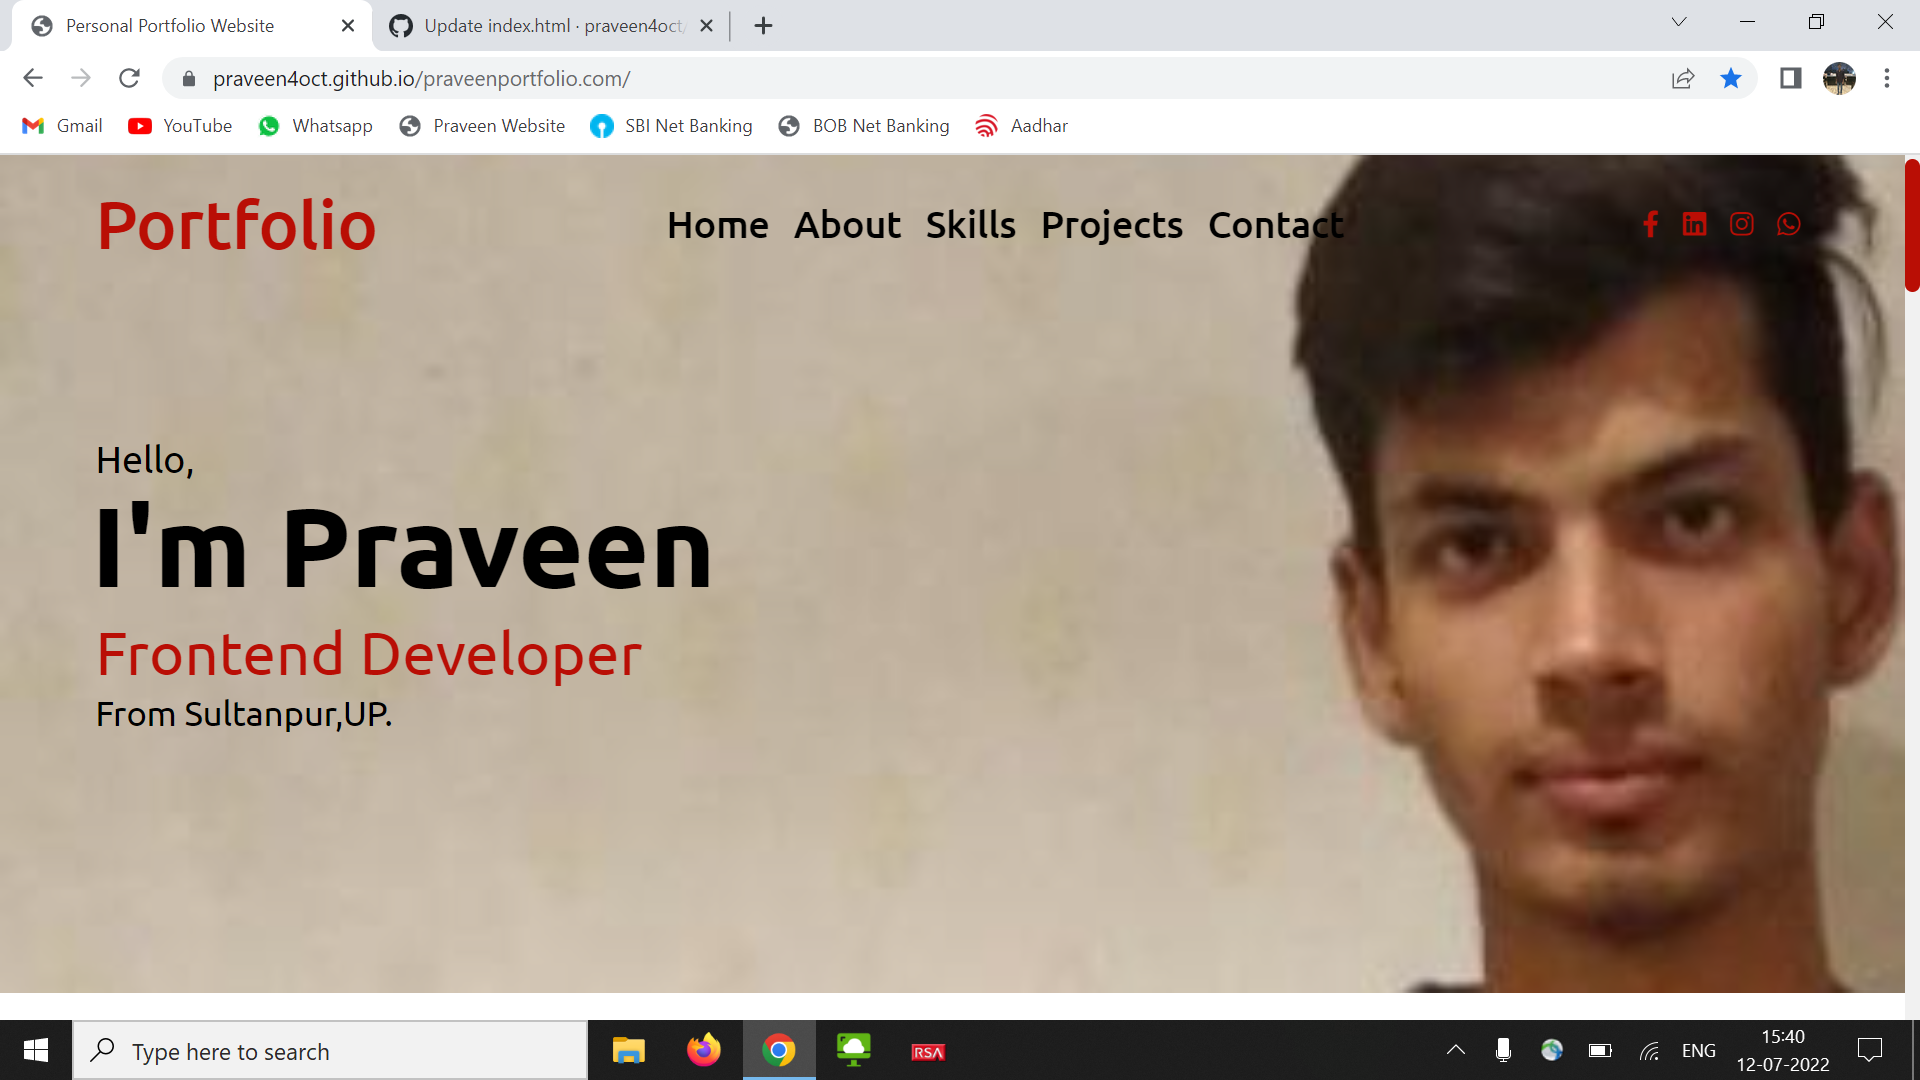 Personal Portfolio Website
Update index.html · praveen4oct/
praveen4oct.github.io/praveenportfolio.com/
Gmail YouTube Whatsapp Praveen Website SBI Net Banking BOB Net Banking Aadhar
Portfolio
Home About Skills Projects Contact
Hello,
I'm Praveen
Frontend Developer
From Sultanpur,UP.
Type here to search
RSA
ENG
15:40
12-07-2022